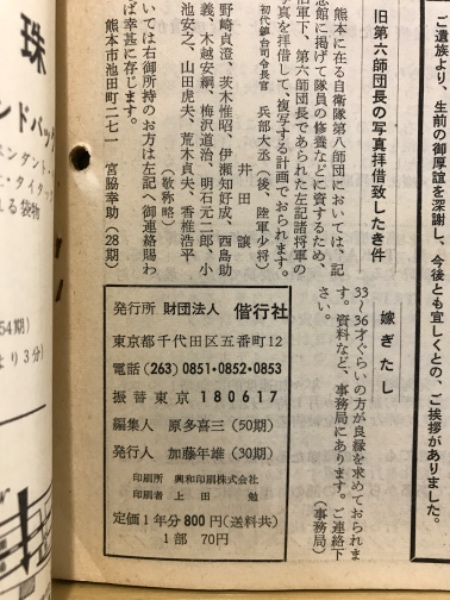 ご遺族より、生前の御厚誼を深謝し、今後とも宜しくとの、ご挨拶がありました。
旧第六師団長の写真拝借致したき件
熊本に在る自衛隊第八師団においては、記
念館に掲げて隊員の修養などに資するため、
旧軍下、第六師団長であられた左記諸将軍の
写真を拝借して、複写する計画でおられます。
初代鎮台司令長官 兵部大丞(後、陸軍少将)
井田 譲
野崎貞澄、茨木惟昭、伊瀬知好成、西島助
義、木越安綱、梅沢道治、明石元二郎、小
池安之、山田虎夫、荒木貞夫、香椎浩平
(敬称略)
いては右御所持のお方は左記へ御連絡賜わ
ば幸甚に存じます。
熊本市池田町二七一 宮脇幸助(28期)
嫁ぎたし
33〜36才ぐらいの方が良縁を求めておられま
す。資料など、事務局にあります。ご連絡下
さい。
(事務局)
発行所 財団法人 偕行社
東京都千代田区五番町12
電話(263)0851・0852・0853
振替東京 180617
編集人 原多喜三(50期)
発行人 加藤年雄(30期)
印刷所 興和印刷株式会社
印刷者 上田 勉
定価1年分800円(送料共)
1部 70円
珠
ンドバック
ェンダント・
エ・タイタック
れる袋物
54期)
より3分)